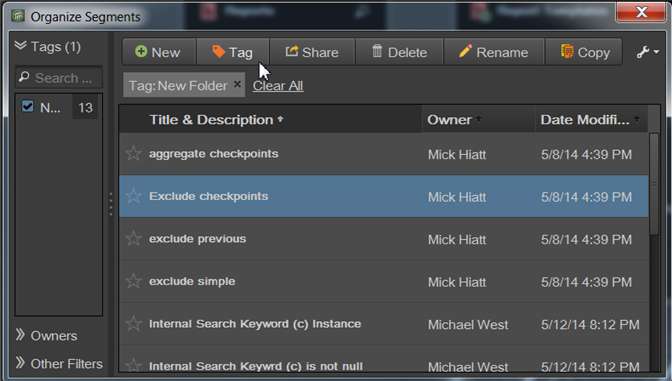 Reports Report Templates
Organize Segments
Tags (1)
New Tag Share Delete Rename Copy
Search ...
Tag: New Folder × Clear All
N... 13
Title & Description Owner Date Modifi...
aggregate checkpoints Mick Hiatt 5/8/14 4:39 PM
Exclude checkpoints Mick Hiatt 5/8/14 4:39 PM
exclude previous Mick Hiatt 5/8/14 4:39 PM
exclude simple Mick Hiatt 5/8/14 4:39 PM
Internal Search Keyword (c) Instance Michael West 5/12/14 8:12 PM
Internal Search Keywrd (c) is not null Michael West 5/12/14 8:12 PM
Owners
Other Filters